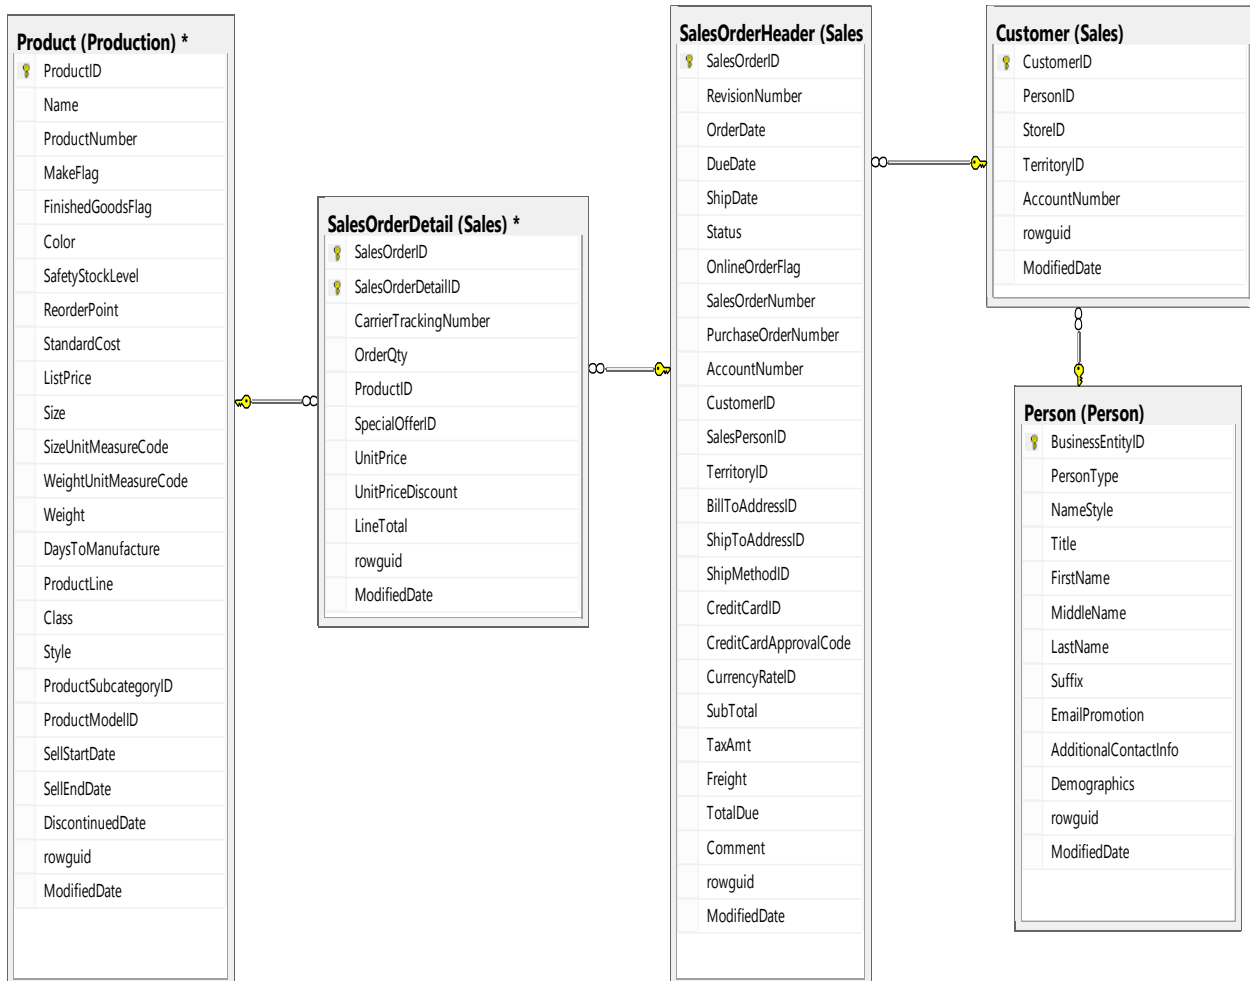 Product (Production) *
ProductID
Name
ProductNumber
MakeFlag
FinishedGoodsFlag
Color
SafetyStockLevel
ReorderPoint
StandardCost
ListPrice
Size
SizeUnitMeasureCode
WeightUnitMeasureCode
Weight
DaysToManufacture
ProductLine
Class
Style
ProductSubcategoryID
ProductModelID
SellStartDate
SellEndDate
DiscontinuedDate
rowguid
ModifiedDate
SalesOrderDetail (Sales) *
SalesOrderID
SalesOrderDetailID
CarrierTrackingNumber
OrderQty
ProductID
SpecialOfferID
UnitPrice
UnitPriceDiscount
LineTotal
rowguid
ModifiedDate
SalesOrderHeader (Sales
SalesOrderID
RevisionNumber
OrderDate
DueDate
ShipDate
Status
OnlineOrderFlag
SalesOrderNumber
PurchaseOrderNumber
AccountNumber
CustomerID
SalesPersonID
TerritoryID
BillToAddressID
ShipToAddressID
ShipMethodID
CreditCardID
CreditCardApprovalCode
CurrencyRateID
SubTotal
TaxAmt
Freight
TotalDue
Comment
rowguid
ModifiedDate
Customer (Sales)
CustomerID
PersonID
StoreID
TerritoryID
AccountNumber
rowguid
ModifiedDate
Person (Person)
BusinessEntityID
PersonType
NameStyle
Title
FirstName
MiddleName
LastName
Suffix
EmailPromotion
AdditionalContactInfo
Demographics
rowguid
ModifiedDate